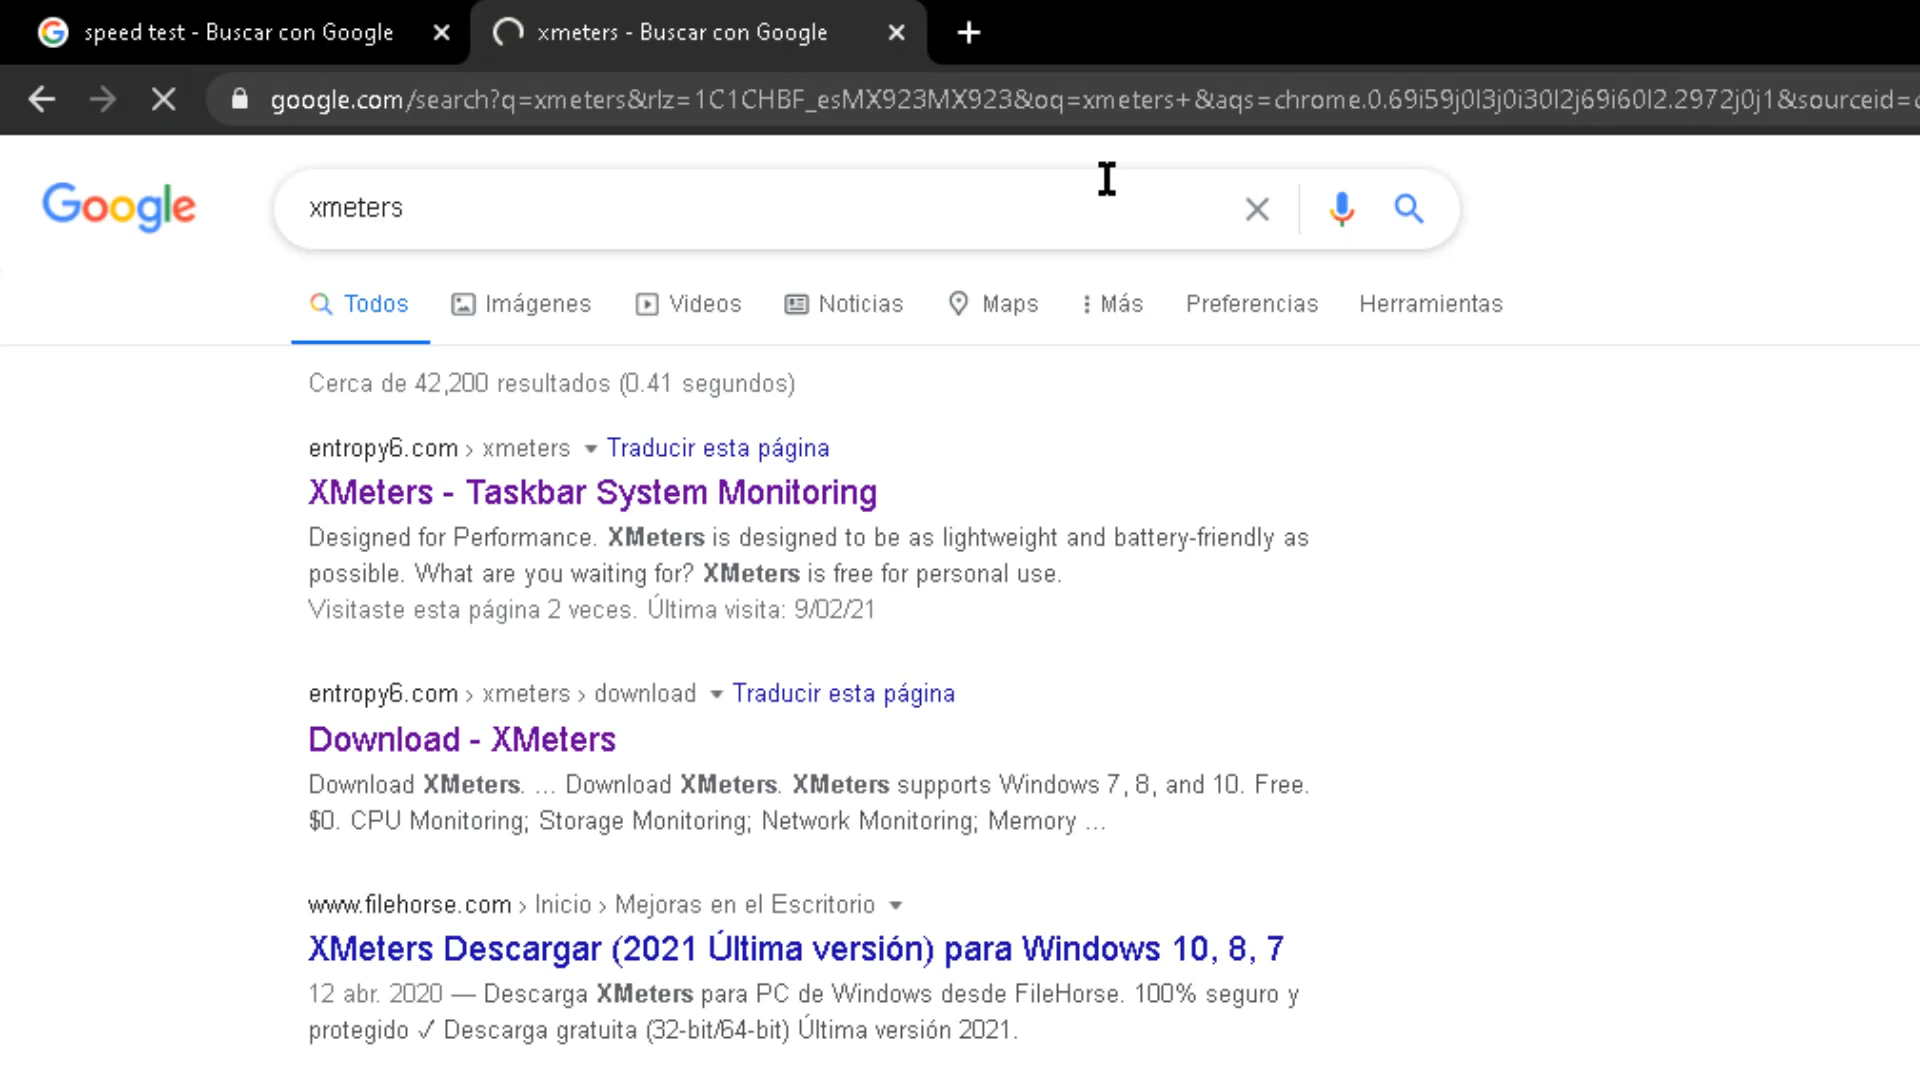 speed test - Buscar con Google
xmeters - Buscar con Google
google.com/search?q=xmeters&rlz=1C1CHBF_esMX923MX923&oq=xmeters+&aqs=chrome.0.69i59j0l3j0i30l2j69i60l2.2972j0j1&sourceid=
Google
xmeters
Todos Imágenes Videos Noticias Maps Más Preferencias Herramientas
Cerca de 42,200 resultados (0.41 segundos)
entropy6.com › xmeters Traducir esta página
XMeters - Taskbar System Monitoring
Designed for Performance. XMeters is designed to be as lightweight and battery-friendly as
possible. What are you waiting for? XMeters is free for personal use.
Visitaste esta página 2 veces. Última visita: 9/02/21
entropy6.com › xmeters › download Traducir esta página
Download - XMeters
Download XMeters. ... Download XMeters. XMeters supports Windows 7, 8, and 10. Free.
$0. CPU Monitoring; Storage Monitoring; Network Monitoring; Memory ...
www.filehorse.com › Inicio › Mejoras en el Escritorio
XMeters Descargar (2021 Última versión) para Windows 10, 8, 7
12 abr. 2020 — Descarga XMeters para PC de Windows desde FileHorse. 100% seguro y
protegido ✓ Descarga gratuita (32-bit/64-bit) Última versión 2021.